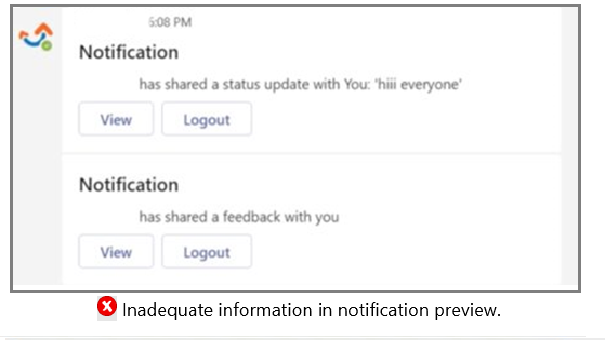 5:08 PM
Notification
has shared a status update with You: 'hiii everyone'
View Logout
Notification
has shared a feedback with you
View Logout
Inadequate information in notification preview.